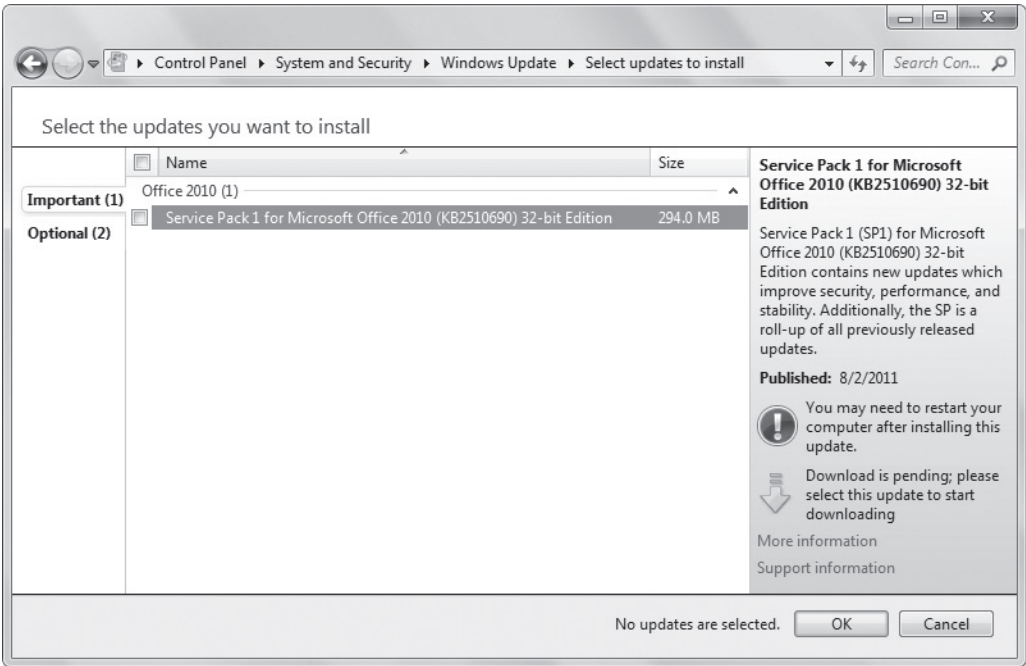 Control Panel ▸ System and Security ▸ Windows Update ▸ Select updates to install
Search Con...
Select the updates you want to install
Name
Size
Important (1)
Optional (2)
Office 2010 (1)
Service Pack 1 for Microsoft Office 2010 (KB2510690) 32-bit Edition
294.0 MB
Service Pack 1 for Microsoft
Office 2010 (KB2510690) 32-bit
Edition
Service Pack 1 (SP1) for Microsoft
Office 2010 (KB2510690) 32-bit
Edition contains new updates which
improve security, performance, and
stability. Additionally, the SP is a
roll-up of all previously released
updates.
Published: 8/2/2011
You may need to restart your
computer after installing this
update.
Download is pending; please
select this update to start
downloading
More information
Support information
No updates are selected.
OK
Cancel